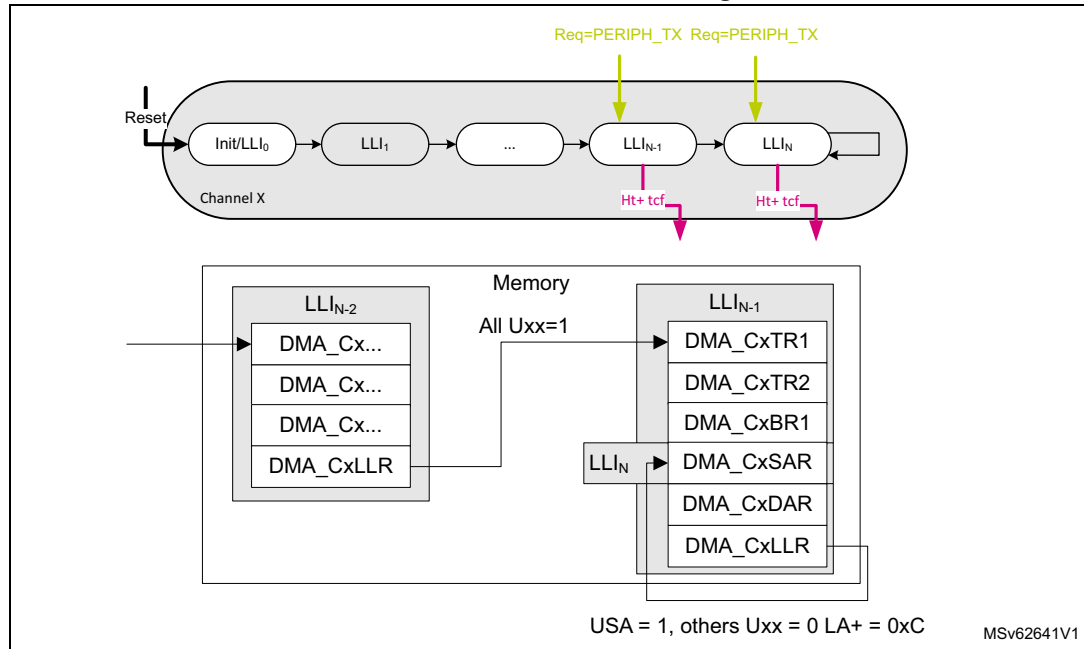 Req=PERIPH_TX Req=PERIPH_TX
Reset
Init/LLI0
LLI1
...
LLIN-1
LLIN
Channel X
Ht+ tcf
Ht+ tcf
Memory
LLIN-2
LLIN-1
All Uxx=1
DMA_Cx...
DMA_Cx...
DMA_Cx...
DMA_CxLLR
DMA_CxTR1
DMA_CxTR2
DMA_CxBR1
LLIN
DMA_CxSAR
DMA_CxDAR
DMA_CxLLR
USA = 1, others Uxx = 0 LA+ = 0xC
MSv62641V1